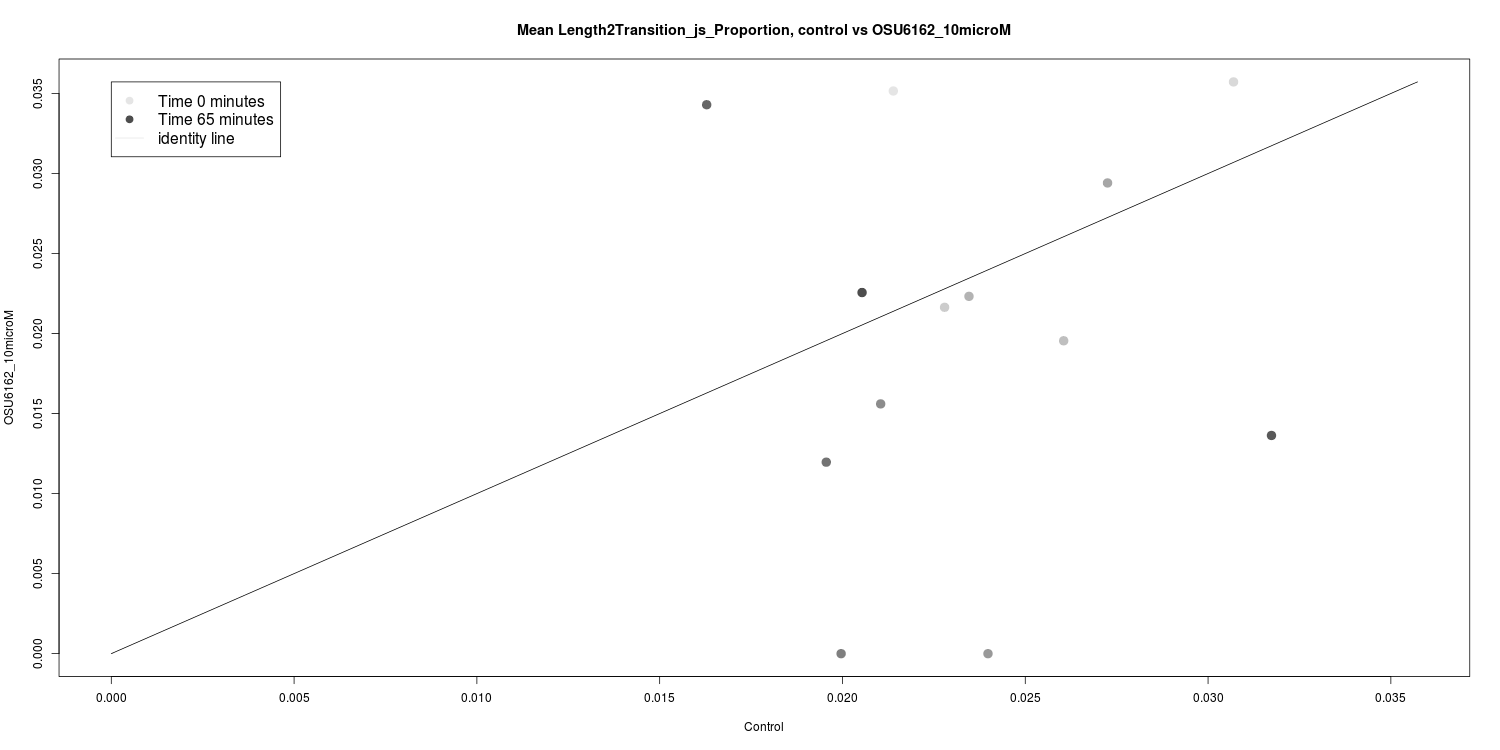 Mean Length2Transition_js_Proportion, control vs OSU6162_10microM
Time 0 minutes
Time 65 minutes
identity line
OSU6162_10microM
0.035
0.030
0.025
0.020
0.015
0.010
0.005
0.000
0.000 0.005 0.010 0.015 0.020 0.025 0.030 0.035
Control